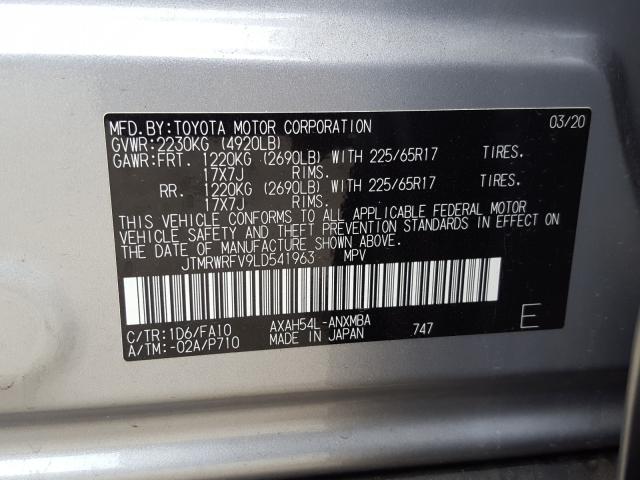 MFD.BY:TOYOTA MOTOR CORPORATION 03/20
GVWR:2230KG (4920LB)
GAWR:FRT. 1220KG (2690LB) WITH 225/65R17 TIRES.
17X7J RIMS.
RR. 1220KG (2690LB) WITH 225/65R17 TIRES.
17X7J RIMS.
THIS VEHICLE CONFORMS TO ALL APPLICABLE FEDERAL MOTOR
VEHICLE SAFETY AND THEFT PREVENTION STANDARDS IN EFFECT ON
THE DATE OF MANUFACTURE SHOWN ABOVE.
JTMRWRFV9LD541963 MPV
C/TR:1D6/FA10 AXAH54L-ANXMBA
A/TM:-02A/P710 MADE IN JAPAN 747 E